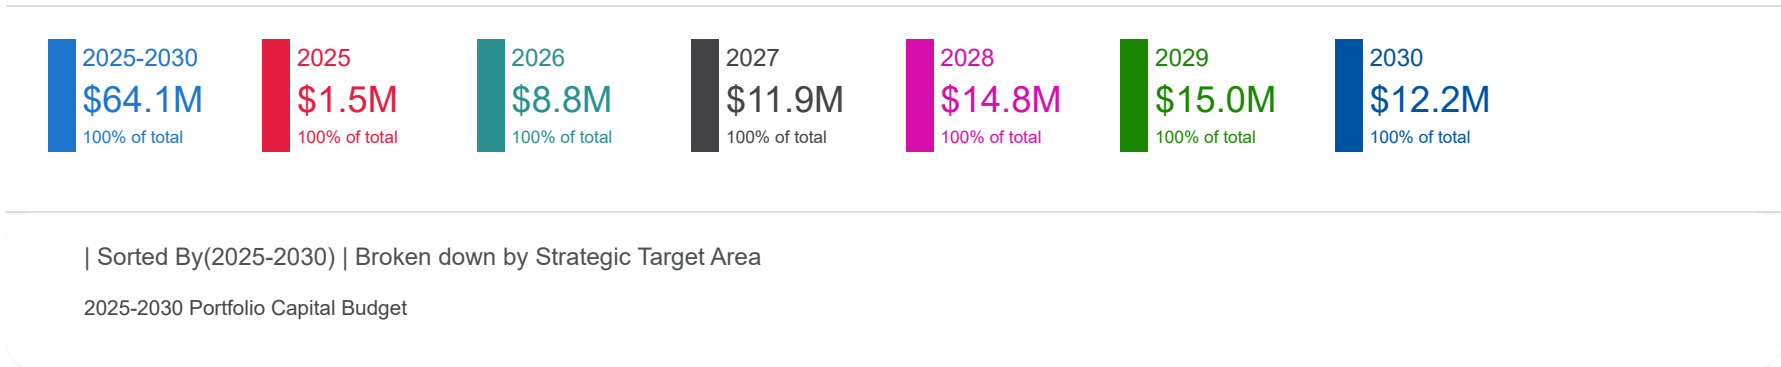 2025-2030
$64.1M
100% of total
2025
$1.5M
100% of total
2026
$8.8M
100% of total
2027
$11.9M
100% of total
2028
$14.8M
100% of total
2029
$15.0M
100% of total
2030
$12.2M
100% of total
| Sorted By(2025-2030) | Broken down by Strategic Target Area
2025-2030 Portfolio Capital Budget